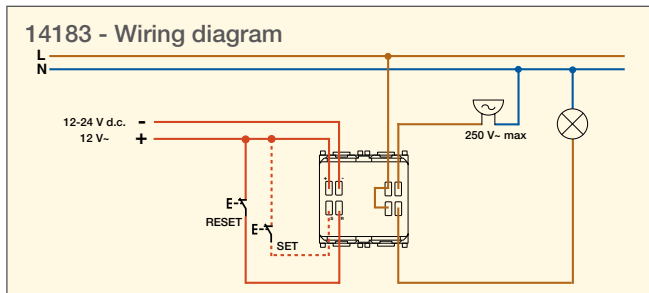 14183 - Wiring diagram
L
N
12-24 V d.c. -
12 V~ +
250 V~ max
+ -
RESET
SET